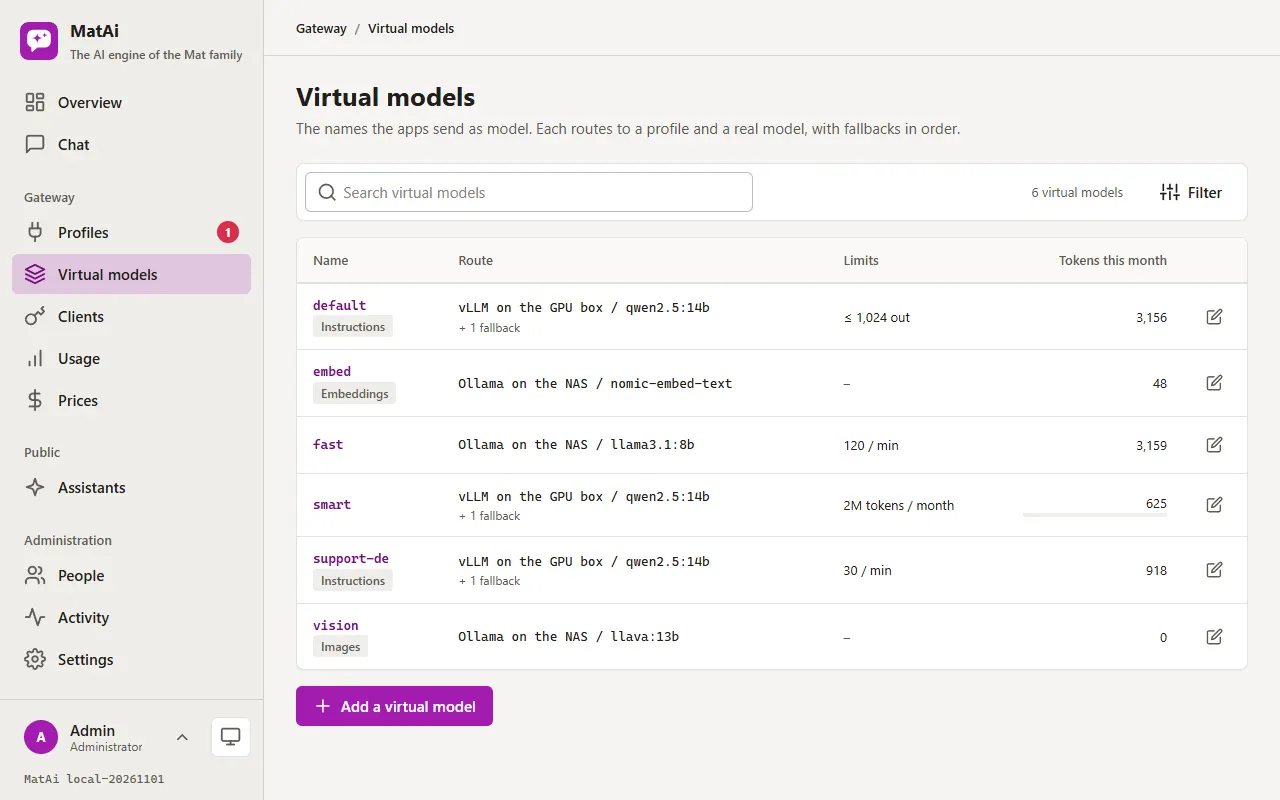 MatAi
The AI engine of the Mat family
Overview
Chat
Gateway
Profiles 1
Virtual models
Clients
Usage
Prices
Public
Assistants
Administration
People
Activity
Settings
A
Admin
Administrator
MatAi local-20261101
Gateway / Virtual models
Virtual models
The names the apps send as model. Each routes to a profile and a real model, with fallbacks in order.
Search virtual models
6 virtual models
Filter
Name Route Limits Tokens this month
default
Instructions
vLLM on the GPU box / qwen2.5:14b
+ 1 fallback
≤ 1,024 out
3,156
embed
Embeddings
Ollama on the NAS / nomic-embed-text
–
48
fast
Ollama on the NAS / llama3.1:8b
120 / min
3,159
smart
vLLM on the GPU box / qwen2.5:14b
+ 1 fallback
2M tokens / month
625
support-de
Instructions
vLLM on the GPU box / qwen2.5:14b
+ 1 fallback
30 / min
918
vision
Images
Ollama on the NAS / llava:13b
–
0
Add a virtual model